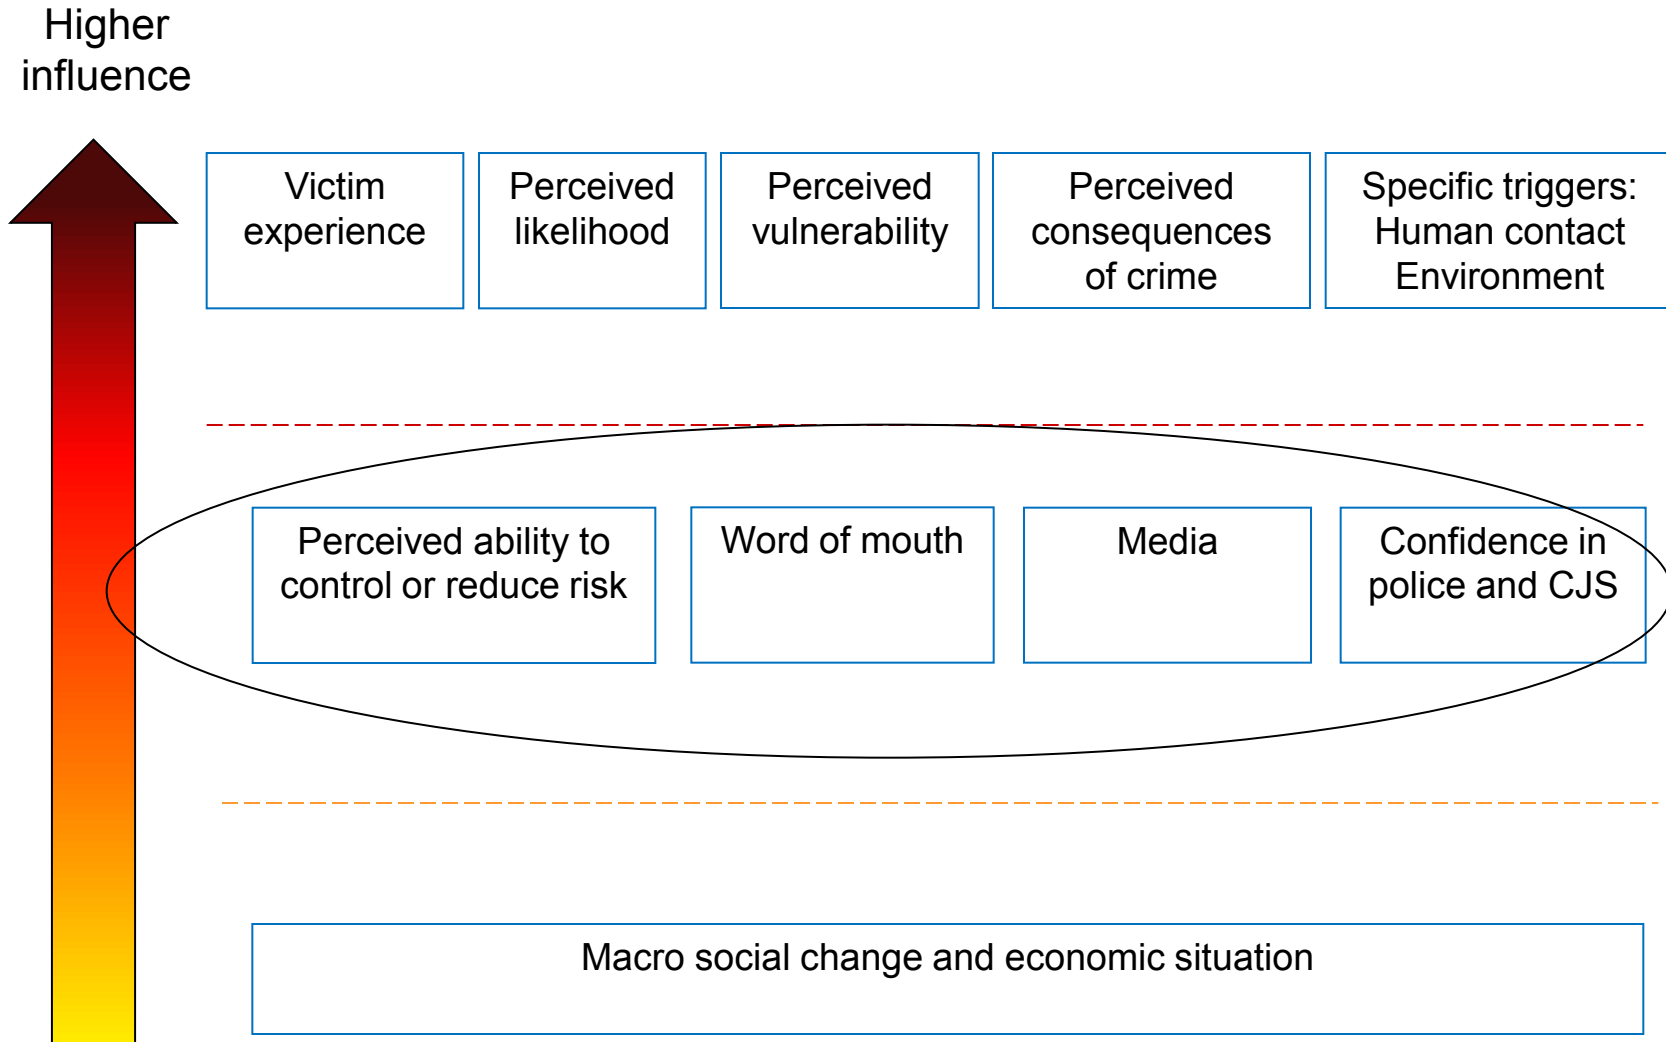 Higher
influence
Victim
experience
Perceived
likelihood
Perceived
vulnerability
Perceived
consequences
of crime
Specific triggers:
Human contact
Environment
Perceived ability to
control or reduce risk
Word of mouth
Media
Confidence in
police and CJS
Macro social change and economic situation